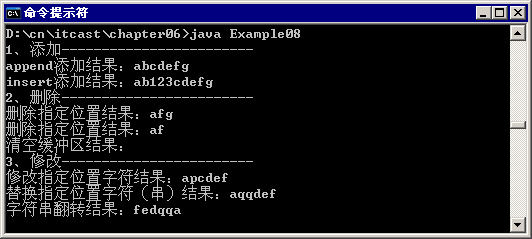 命令提示符
D:\cn\itcast\chapter06>java Example08
1、添加------------------------
append添加结果：abcdefg
insert添加结果：ab123cdefg
2、删除------------------------
删除指定位置结果：afg
删除指定位置结果：af
清空缓冲区结果：
3、修改------------------------
修改指定位置字符结果：apcdef
替换指定位置字符（串）结果：aqqdef
字符串翻转结果：fedqqa